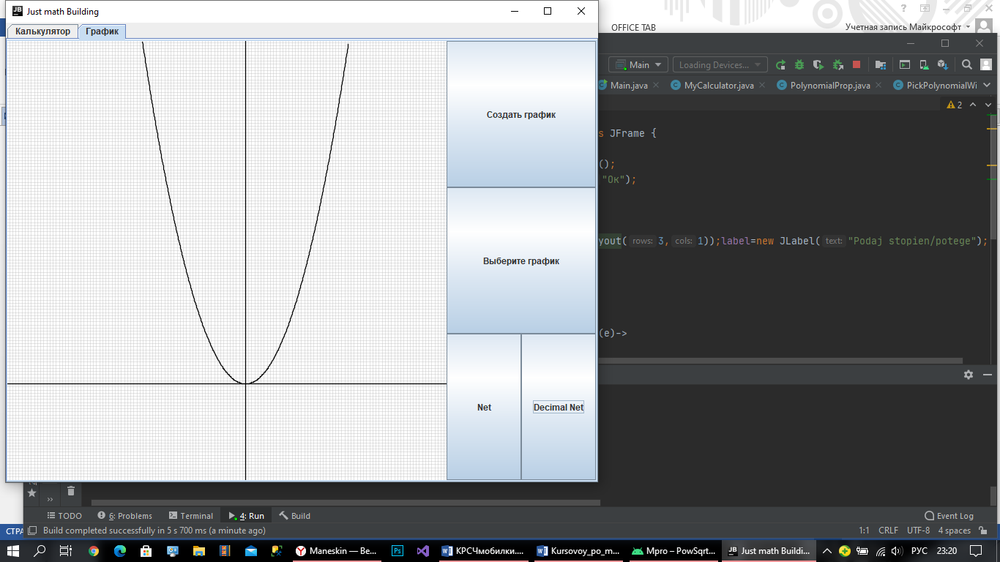 JB Just math Building
Калькулятор График
Создать график
Выберите график
Net Decimal Net
OFFICE TAB
Учетная запись Майкрософт
Main Loading Devices...
Main.java MyCalculator.java PolynomialProp.java PickPolynomialWi
2
s JFrame {
();
"Ок");
yout( rows: 3, cols: 1));label=new JLabel( text: "Podaj stopien/potege");
(e)->
TODO 6: Problems Terminal 4: Run Build Event Log
СТРА Build completed successfully in 5 s 700 ms (a minute ago) 1:1 CRLF UTF-8 4 spaces
Maneskin — Ве... Ps КРСЧмобилки.... Kursovoy_po_m... Mpro – PowSqrt... JB Just math Buildi... РУС 23:20